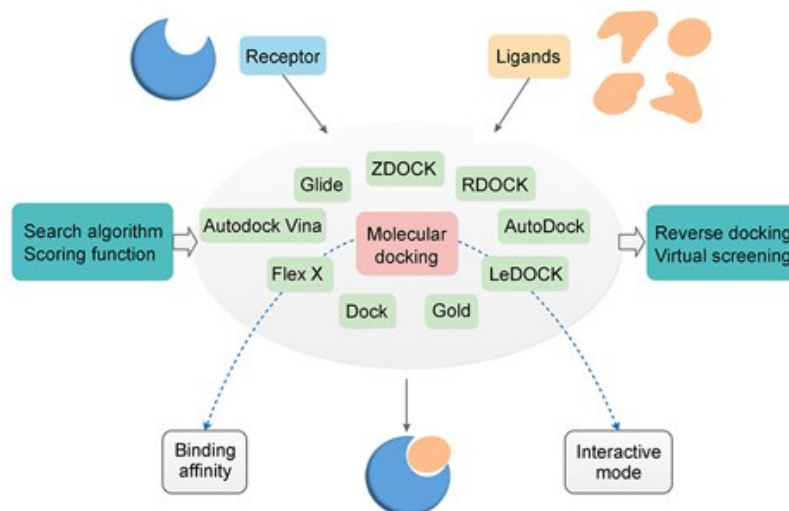 Receptor
Ligands
ZDOCK
Glide
RDOCK
Search algorithm
Scoring function
Autodock Vina
Molecular
docking
AutoDock
Reverse docking
Virtual screening
Flex X
LeDOCK
Dock
Gold
Binding
affinity
Interactive
mode